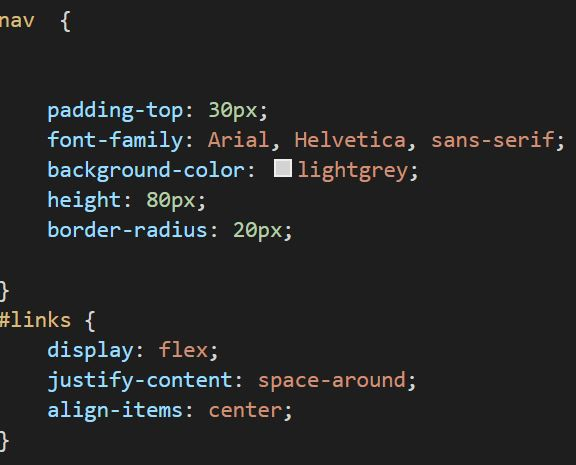 nav  {
    padding-top: 30px;
    font-family: Arial, Helvetica, sans-serif;
    background-color: lightgrey;
    height: 80px;
    border-radius: 20px;
}
#links {
    display: flex;
    justify-content: space-around;
    align-items: center;
}